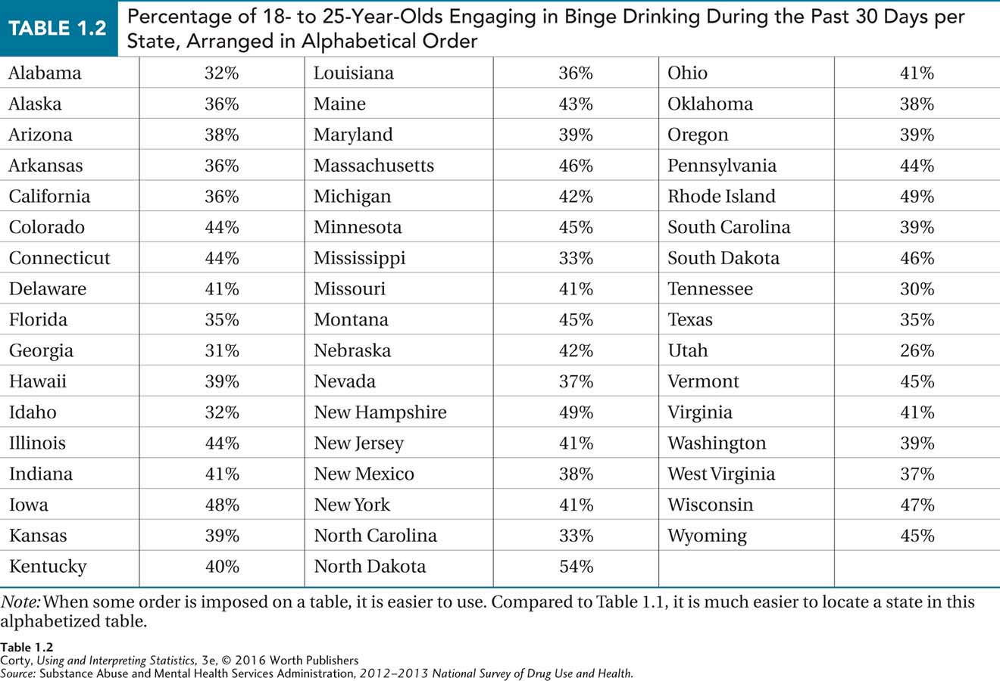 TABLE 1.2
Percentage of 18- to 25-Year-Olds Engaging in Binge Drinking During the Past 30 Days per
State, Arranged in Alphabetical Order
Alabama 32% Louisiana 36% Ohio 41%
Alaska 36% Maine 43% Oklahoma 38%
Arizona 38% Maryland 39% Oregon 39%
Arkansas 36% Massachusetts 46% Pennsylvania 44%
California 36% Michigan 42% Rhode Island 49%
Colorado 44% Minnesota 45% South Carolina 39%
Connecticut 44% Mississippi 33% South Dakota 46%
Delaware 41% Missouri 41% Tennessee 30%
Florida 35% Montana 45% Texas 35%
Georgia 31% Nebraska 42% Utah 26%
Hawaii 39% Nevada 37% Vermont 45%
Idaho 32% New Hampshire 49% Virginia 41%
Illinois 44% New Jersey 41% Washington 39%
Indiana 41% New Mexico 38% West Virginia 37%
Iowa 48% New York 41% Wisconsin 47%
Kansas 39% North Carolina 33% Wyoming 45%
Kentucky 40% North Dakota 54%
Note: When some order is imposed on a table, it is easier to use. Compared to Table 1.1, it is much easier to locate a state in this
alphabetized table.
Table 1.2
Corty, Using and Interpreting Statistics, 3e, © 2016 Worth Publishers
Source: Substance Abuse and Mental Health Services Administration, 2012–2013 National Survey of Drug Use and Health.